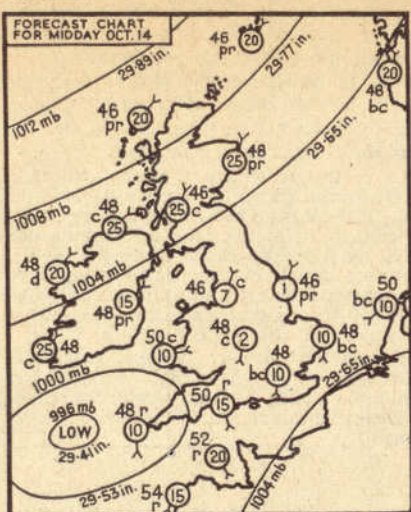 FORECAST CHART
FOR MIDDAY OCT. 14
46
pr
20
29·77 in.
29·89 in.
20
48
bc
46
pr
20
1012 mb
29·65 in.
25
48
pr
1008 mb
48
c
25
46
25
c
48
d
20
1004 mb
46
7
c
1
46
pr
15
48
pr
50
bc
10
25
c
48
50
c
10
48
c
2
10
48
bc
1000 mb
48
bc
10
29·65 in.
996 mb
LOW
29·41 in.
48 r
10
50
r
15
52
r
20
29·53 in.
54
r
15
1004 mb